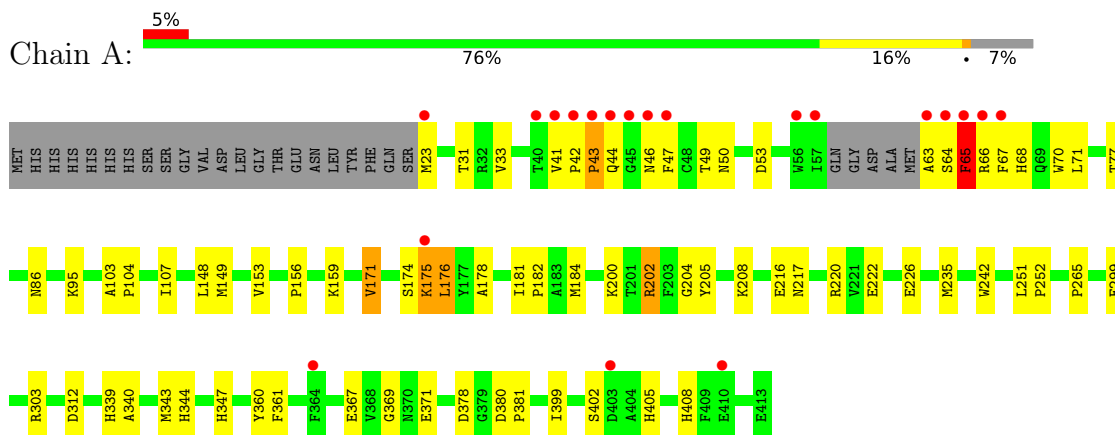 5%
Chain A:
76% 16% • 7%
MET HIS HIS HIS HIS HIS HIS SER SER GLY VAL ASP LEU GLY THR GLU ASN LEU TYR PHE GLN SER M23 T31 R32 V33 T40 V41 P42 P43 Q44 G45 N46 F47 C48 T49 N50 D53 W56 I57 GLN GLY ASP ALA MET A63 S64 F65 R66 F67 H68 Q69 W70 L71 T77
N86 K95 A103 P104 I107 L148 M149 V153 P156 K159 V171 S174 K175 L176 Y177 A178 I181 P182 A183 M184 K200 T201 R202 F203 G204 Y205 K208 E216 N217 R220 V221 E222 E226 M235 W242 L251 P252 P265
R303 D312 H339 A340 M343 H344 H347 Y360 F361 F364 E367 V368 G369 N370 E371 D378 G379 D380 P381 I399 S402 D403 A404 H405 H408 F409 E410 E413